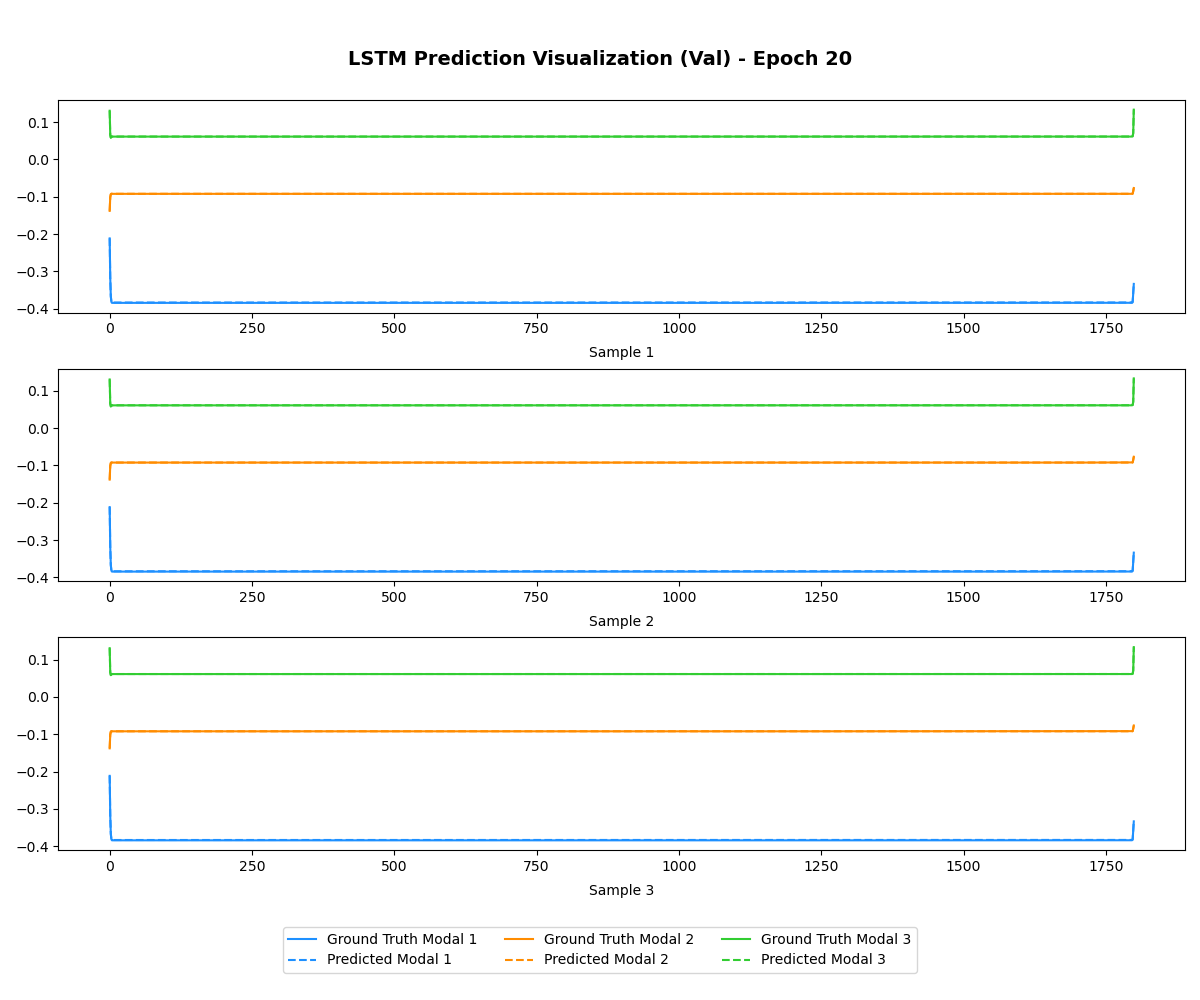 LSTM Prediction Visualization (Val) - Epoch 20
0.1
0.0
−0.1
−0.2
−0.3
−0.4
0 250 500 750 1000 1250 1500 1750
Sample 1
0.1
0.0
−0.1
−0.2
−0.3
−0.4
0 250 500 750 1000 1250 1500 1750
Sample 2
0.1
0.0
−0.1
−0.2
−0.3
−0.4
0 250 500 750 1000 1250 1500 1750
Sample 3
Ground Truth Modal 1 Ground Truth Modal 2 Ground Truth Modal 3
Predicted Modal 1 Predicted Modal 2 Predicted Modal 3